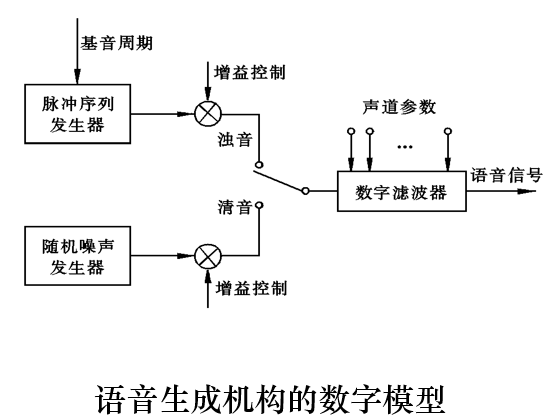 基音周期
增益控制
脉冲序列
发生器
浊音
声道参数
...
数字滤波器
语音信号
清音
随机噪声
发生器
增益控制
语音生成机构的数字模型